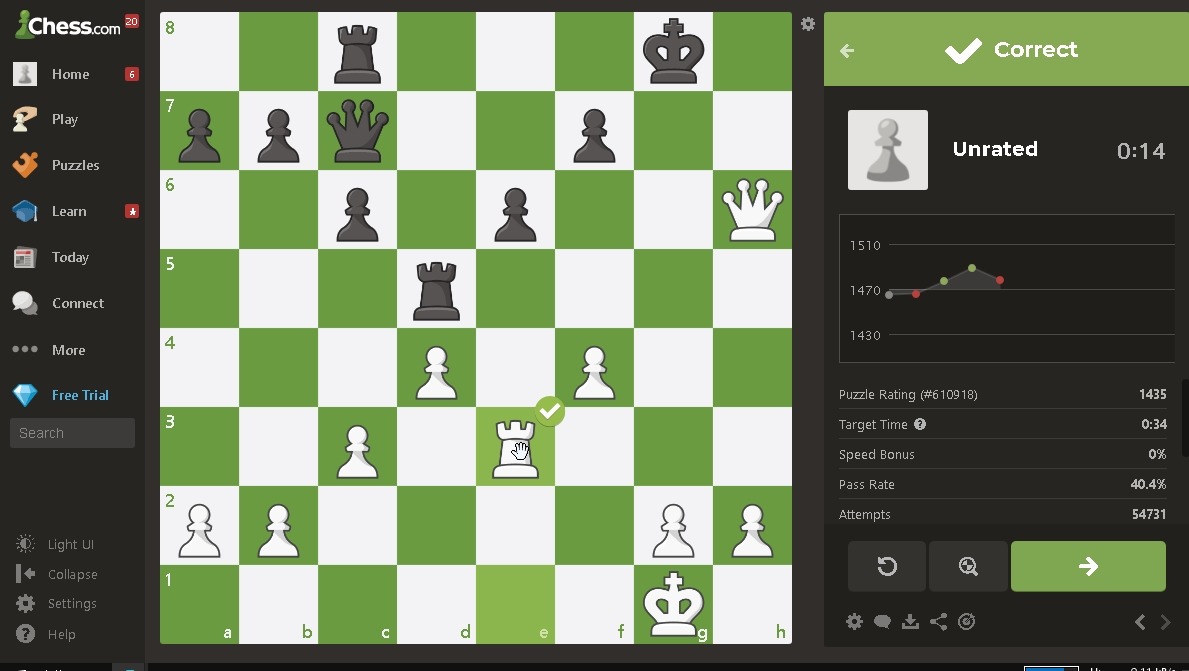 Chess.com 20
Home 6
Play
Puzzles
Learn
Today
Connect
More
Free Trial
Search
Light UI
Collapse
Settings
Help
8
7
6
5
4
3
2
1
a b c d e f g h
Correct
Unrated 0:14
1510
1470
1430
Puzzle Rating (#610918) 1435
Target Time ? 0:34
Speed Bonus 0%
Pass Rate 40.4%
Attempts 54731